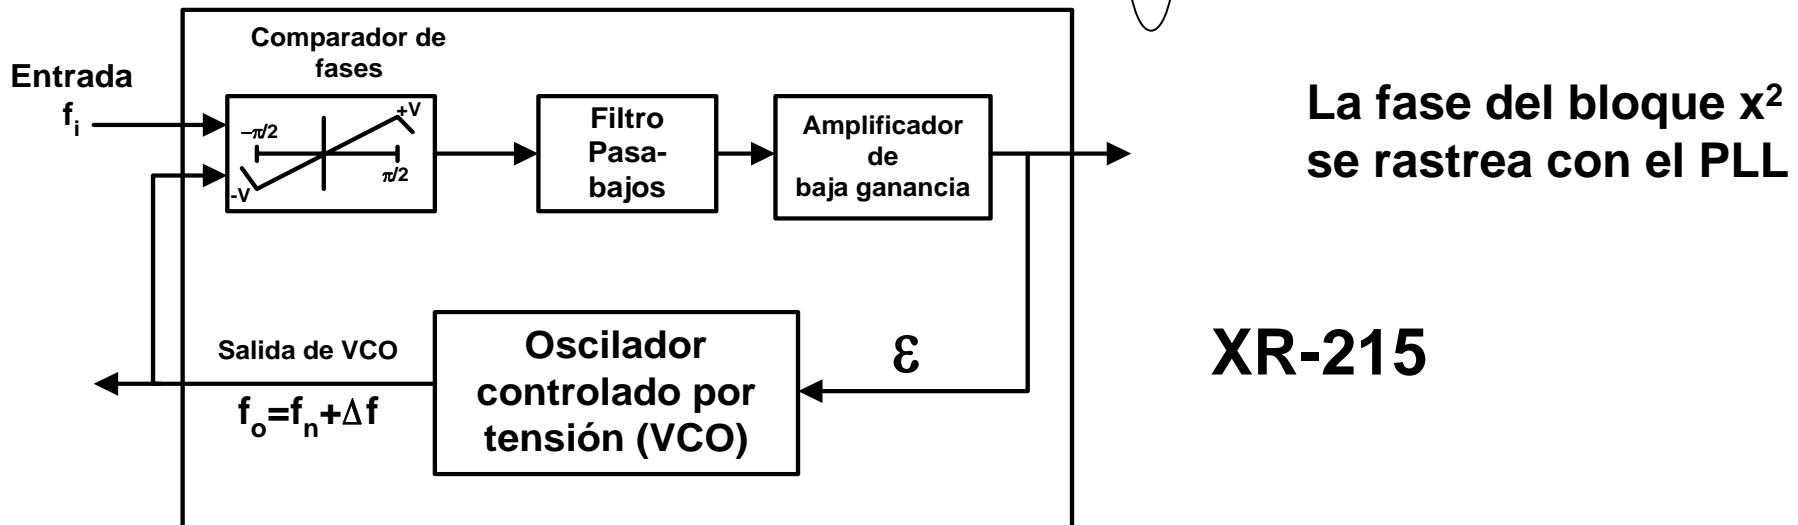 Comparador de
fases
Entrada
fi
−π/2
+V
π/2
-V
Filtro
Pasa-
bajos
Amplificador
de
baja ganancia
La fase del bloque x²
se rastrea con el PLL
Salida de VCO
fo=fn+Δf
Oscilador
controlado por
tensión (VCO)
ε
XR-215